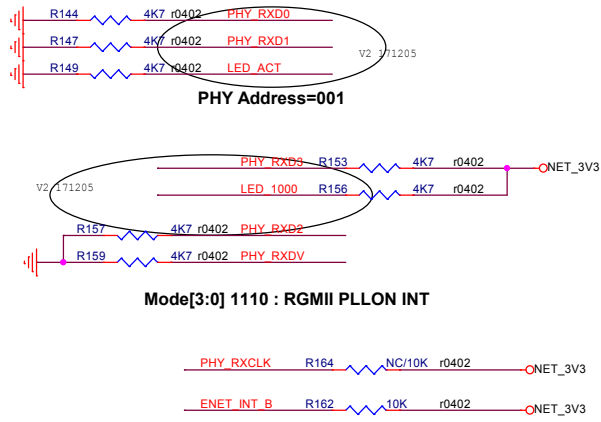 R144 4K7 r0402 PHY_RXD0
R147 4K7 r0402 PHY_RXD1
V2 171205
R149 4K7 r0402 LED_ACT
PHY Address=001
PHY_RXD3 R153 4K7 r0402 NET_3V3
V2 171205 LED_1000 R156 4K7 r0402
R157 4K7 r0402 PHY_RXD2
R159 4K7 r0402 PHY_RXDV
Mode[3:0] 1110 : RGMII PLLON INT
PHY_RXCLK R164 NC/10K r0402 NET_3V3
ENET_INT_B R162 10K r0402 NET_3V3